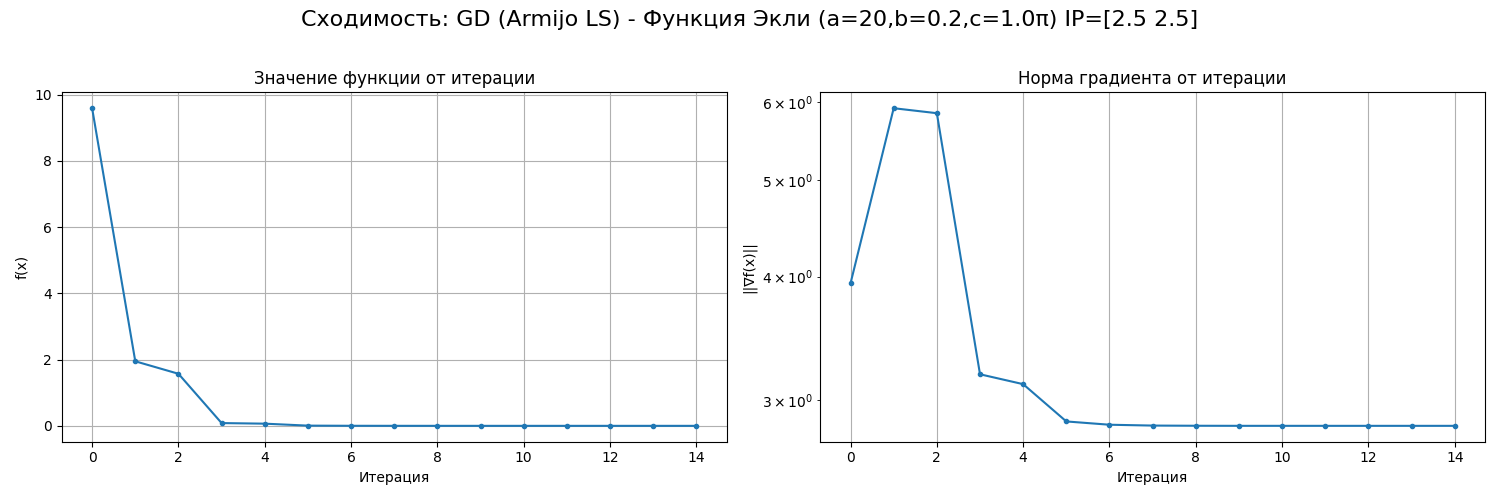 Сходимость: GD (Armijo LS) - Функция Экли (a=20,b=0.2,c=1.0π) IP=[2.5 2.5]
Значение функции от итерации
10
8
6
4
2
0
f(x)
0 2 4 6 8 10 12 14
Итерация
Норма градиента от итерации
6 × 10⁰
5 × 10⁰
4 × 10⁰
3 × 10⁰
||∇f(x)||
0 2 4 6 8 10 12 14
Итерация